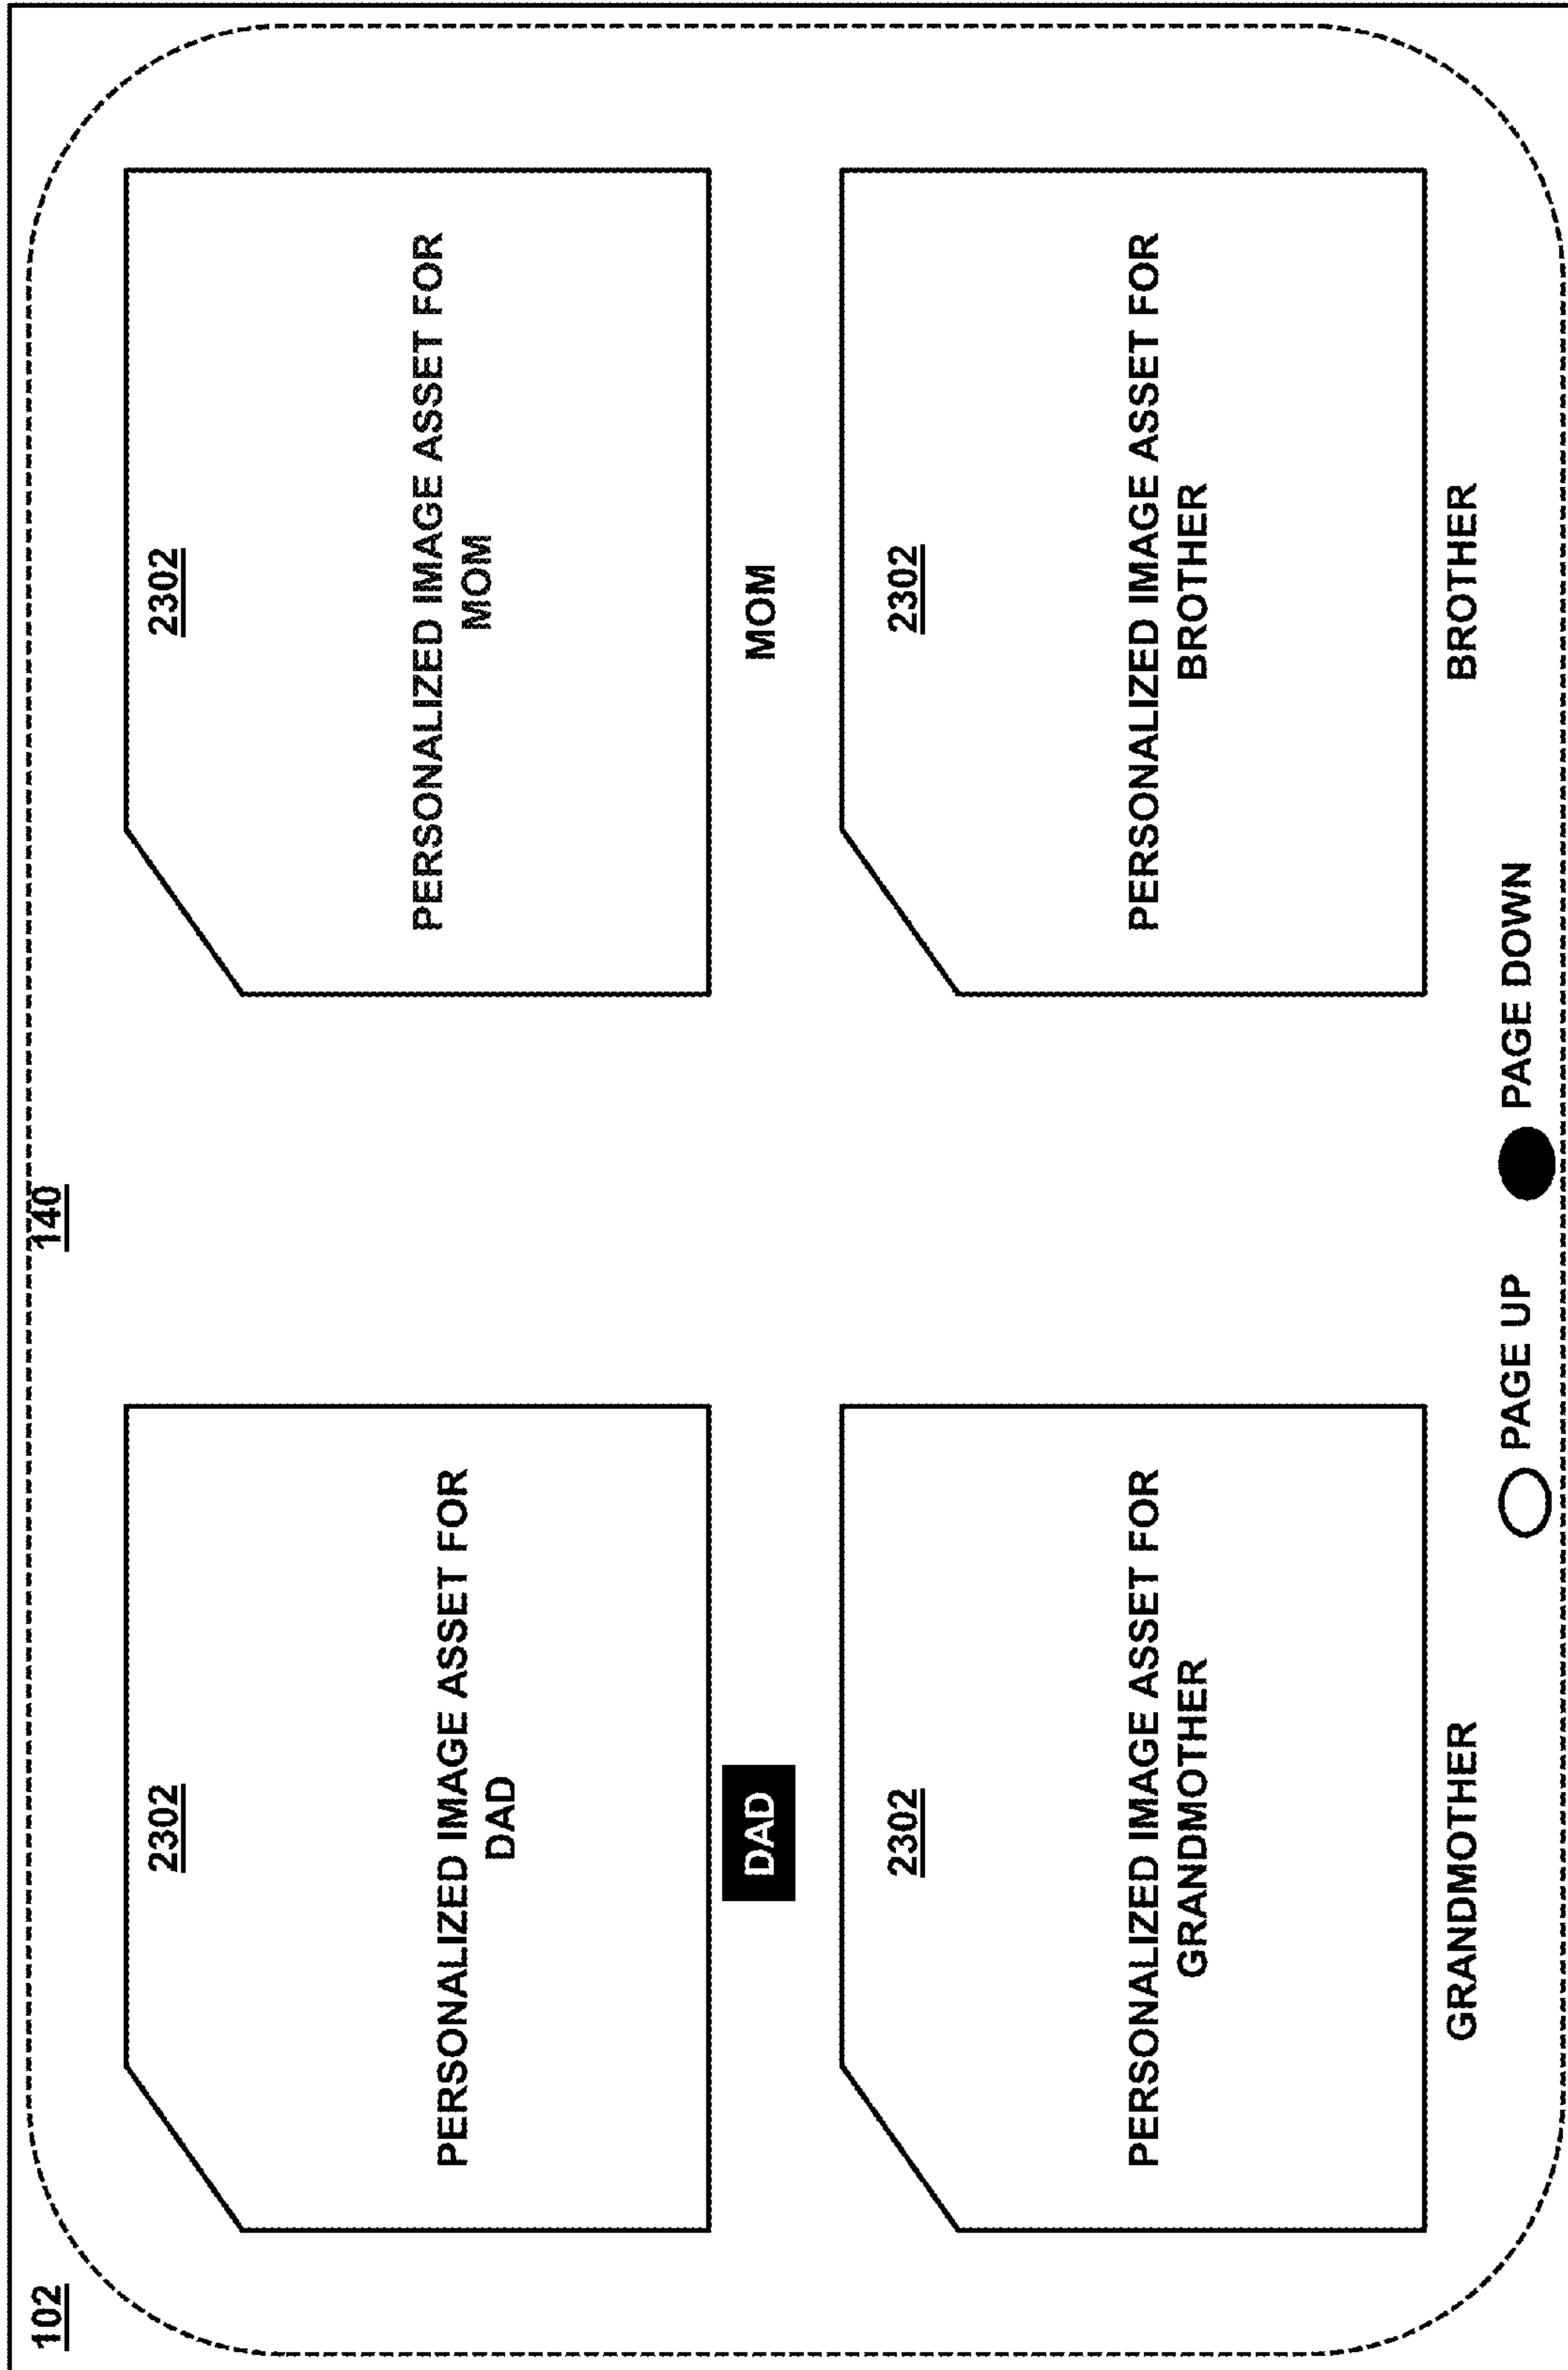 102
140
2302
PERSONALIZED IMAGE ASSET FOR
DAD
DAD
2302
PERSONALIZED IMAGE ASSET FOR
MOM
MOM
2302
PERSONALIZED IMAGE ASSET FOR
GRANDMOTHER
GRANDMOTHER
2302
PERSONALIZED IMAGE ASSET FOR
BROTHER
BROTHER
PAGE UP
PAGE DOWN